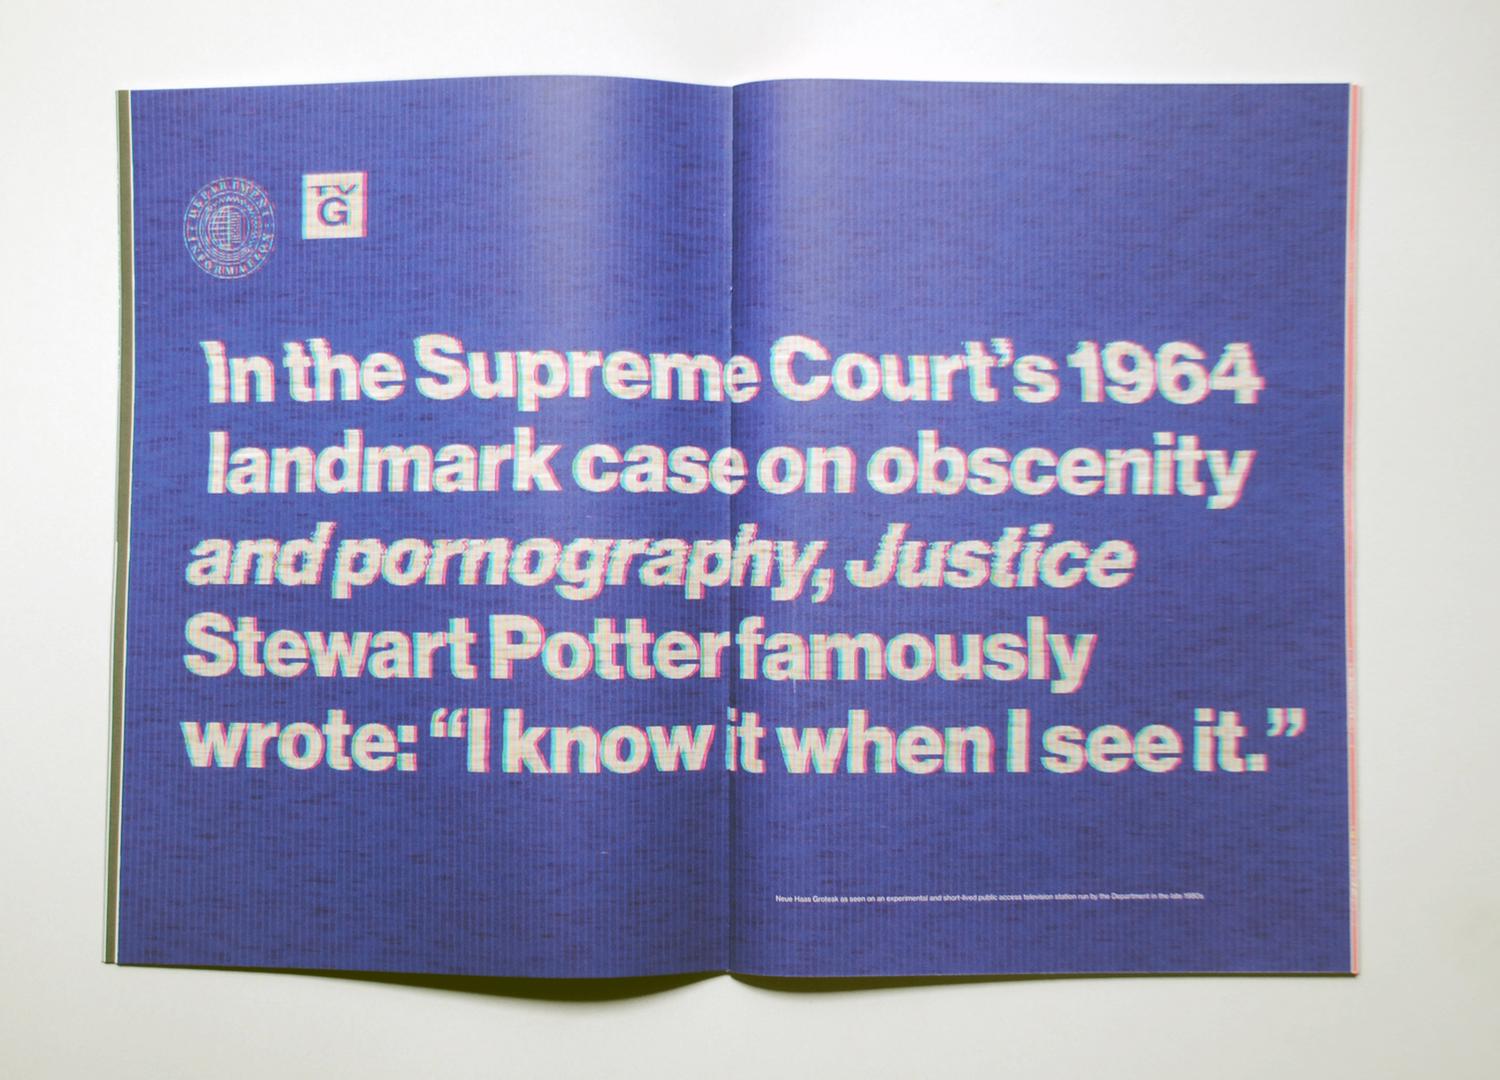 DEPARTMENT
INFORMATION
TV
G
In the Supreme Court’s 1964
landmark case on obscenity
and pornography, Justice
Stewart Potter famously
wrote: “I know it when I see it.”
Neue Haas Grotesk as seen on an experimental and short-lived public access television station run by the Department in the late 1980s.